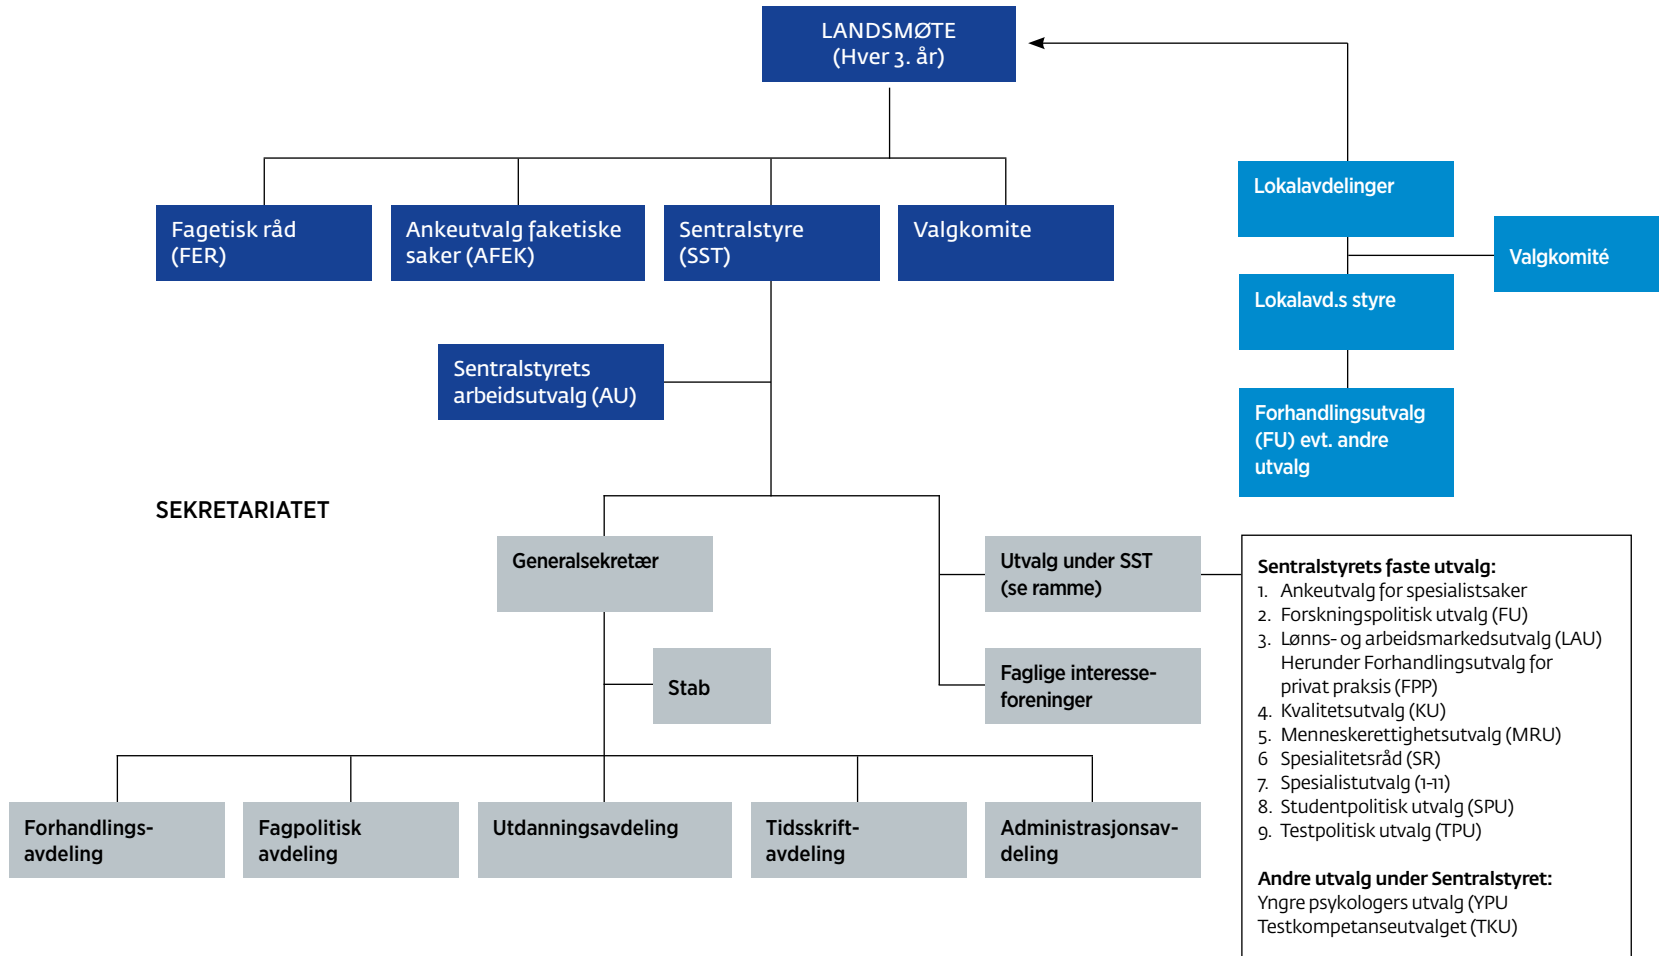 LANDSMØTE
(Hver 3. år)
Fagetisk råd
(FER)
Ankeutvalg faketiske
saker (AFEK)
Sentralstyre
(SST)
Valgkomite
Lokalavdelinger
Valgkomité
Lokalavd.s styre
Forhandlingsutvalg
(FU) evt. andre
utvalg
Sentralstyrets
arbeidsutvalg (AU)
SEKRETARIATET
Generalsekretær
Utvalg under SST
(se ramme)
Stab
Faglige interesse-
foreninger
Forhandlings-
avdeling
Fagpolitisk
avdeling
Utdanningsavdeling
Tidsskrift-
avdeling
Administrasjonsav-
deling
Sentralstyrets faste utvalg:
1. Ankeutvalg for spesialistsaker
2. Forskningspolitisk utvalg (FU)
3. Lønns- og arbeidsmarkedsutvalg (LAU)
Herunder Forhandlingsutvalg for
privat praksis (FPP)
4. Kvalitetsutvalg (KU)
5. Menneskerettighetsutvalg (MRU)
6 Spesialitetsråd (SR)
7. Spesialistutvalg (1-11)
8. Studentpolitisk utvalg (SPU)
9. Testpolitisk utvalg (TPU)
Andre utvalg under Sentralstyret:
Yngre psykologers utvalg (YPU
Testkompetanseutvalget (TKU)